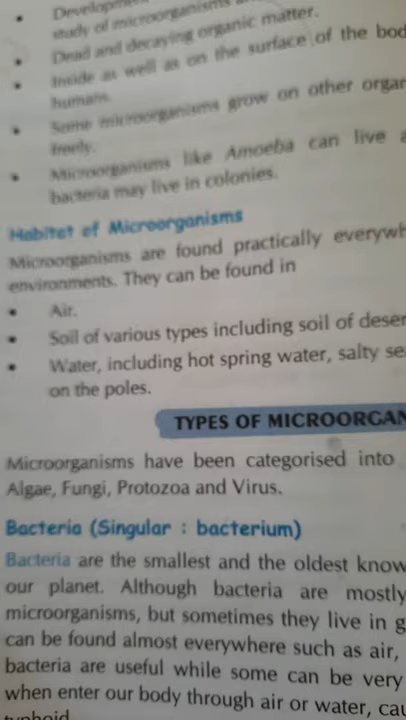 • Development
study of microorganisms
• Dead and decaying organic matter.
• Inside as well as on the surface of the bod
humans.
• Some microorganisms grow on other organ
freely.
• Microorganisms like Amoeba can live a
bacteria may live in colonies.
Habitat of Microorganisms
Microorganisms are found practically everywh
environments. They can be found in
• Air.
• Soil of various types including soil of deser
• Water, including hot spring water, salty se
on the poles.
TYPES OF MICROORGAN
Microorganisms have been categorised into
Algae, Fungi, Protozoa and Virus.
Bacteria (Singular : bacterium)
Bacteria are the smallest and the oldest know
our planet. Although bacteria are mostly
microorganisms, but sometimes they live in g
can be found almost everywhere such as air,
bacteria are useful while some can be very
when enter our body through air or water, cau
typhoid